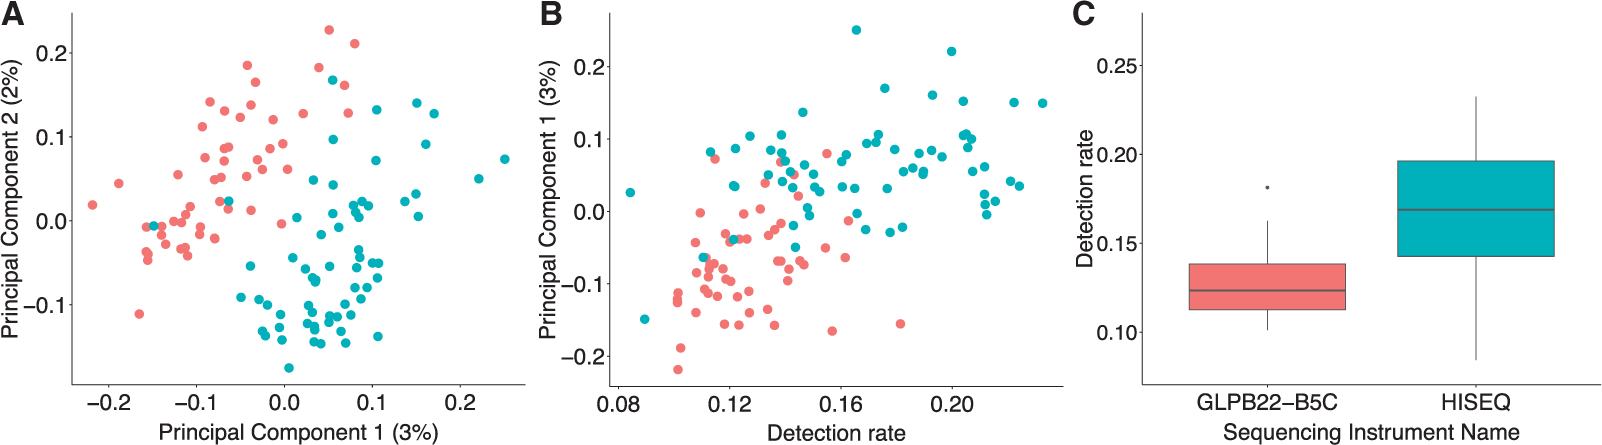 A
Principal Component 2 (2%)
0.2
0.1
0.0
−0.1
−0.2 −0.1 0.0 0.1 0.2
Principal Component 1 (3%)
B
Principal Component 1 (3%)
0.2
0.1
0.0
−0.1
−0.2
0.08 0.12 0.16 0.20
Detection rate
C
Detection rate
0.25
0.20
0.15
0.10
GLPB22−B5C HISEQ
Sequencing Instrument Name